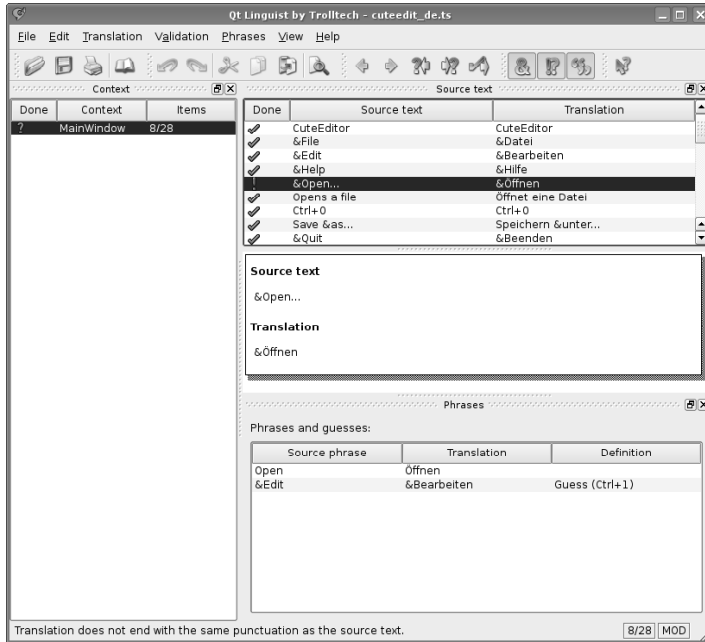 Qt Linguist by Trolltech - cuteedit_de.ts
File Edit Translation Validation Phrases View Help
Context
Source text
Done Context Items
? MainWindow 8/28
Done Source text Translation
CuteEditor CuteEditor
&File &Datei
&Edit &Bearbeiten
&Help &Hilfe
! &Open... &Öffnen
Opens a file Öffnet eine Datei
Ctrl+O Ctrl+O
Save &as... Speichern &unter...
&Quit &Beenden
Source text
&Open...
Translation
&Öffnen
Phrases
Phrases and guesses:
Source phrase Translation Definition
Open Öffnen
&Edit &Bearbeiten Guess (Ctrl+1)
Translation does not end with the same punctuation as the source text.
8/28 MOD